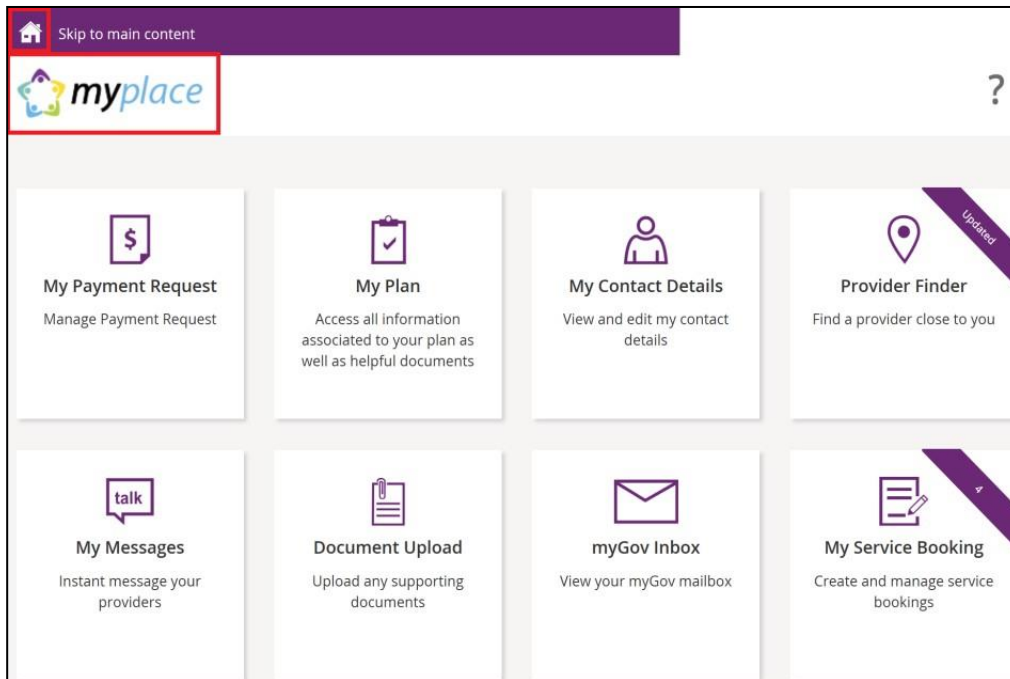 Skip to main content
myplace
?
$
My Payment Request
Manage Payment Request
My Plan
Access all information
associated to your plan as
well as helpful documents
My Contact Details
View and edit my contact
details
Updated
Provider Finder
Find a provider close to you
talk
My Messages
Instant message your
providers
Document Upload
Upload any supporting
documents
myGov Inbox
View your myGov mailbox
4
My Service Booking
Create and manage service
bookings